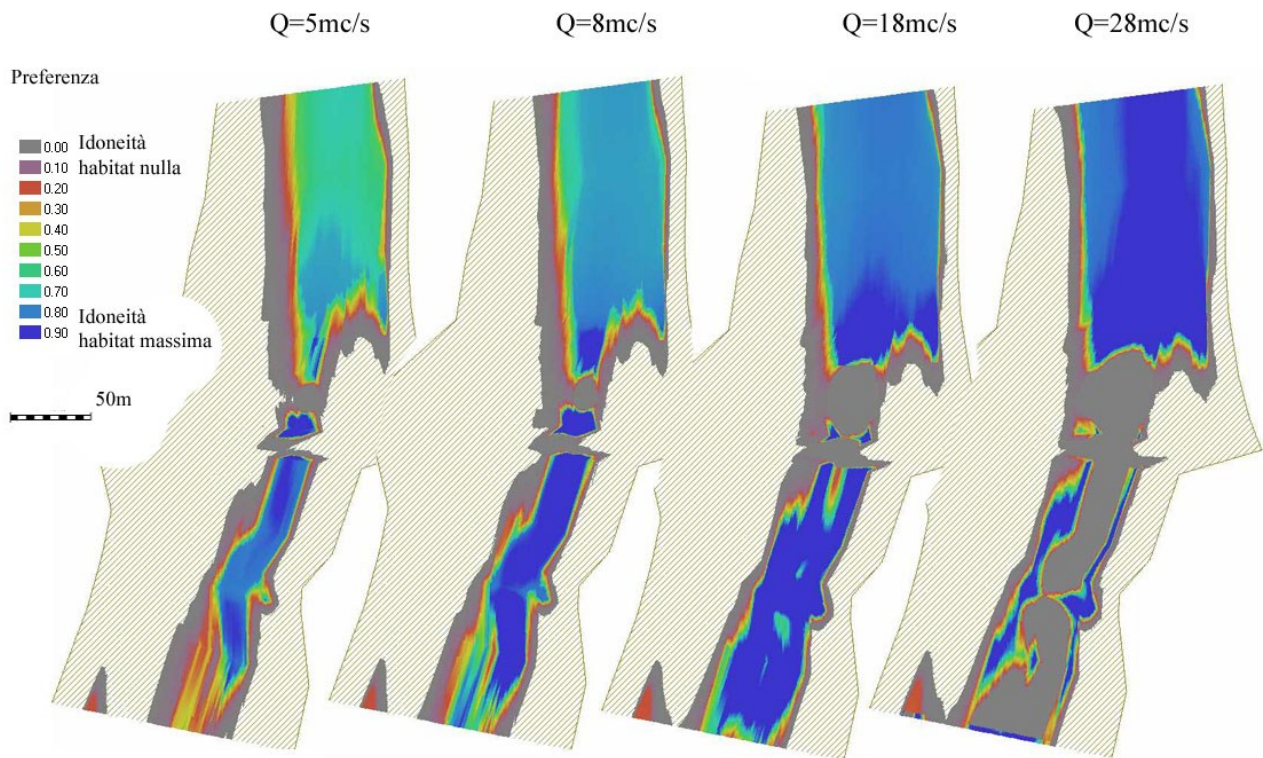 Q=5mc/s
Q=8mc/s
Q=18mc/s
Q=28mc/s
Preferenza
0.00
Idoneità
habitat nulla
0.10
0.20
0.30
0.40
0.50
0.60
0.70
0.80
Idoneità
habitat massima
0.90
50m